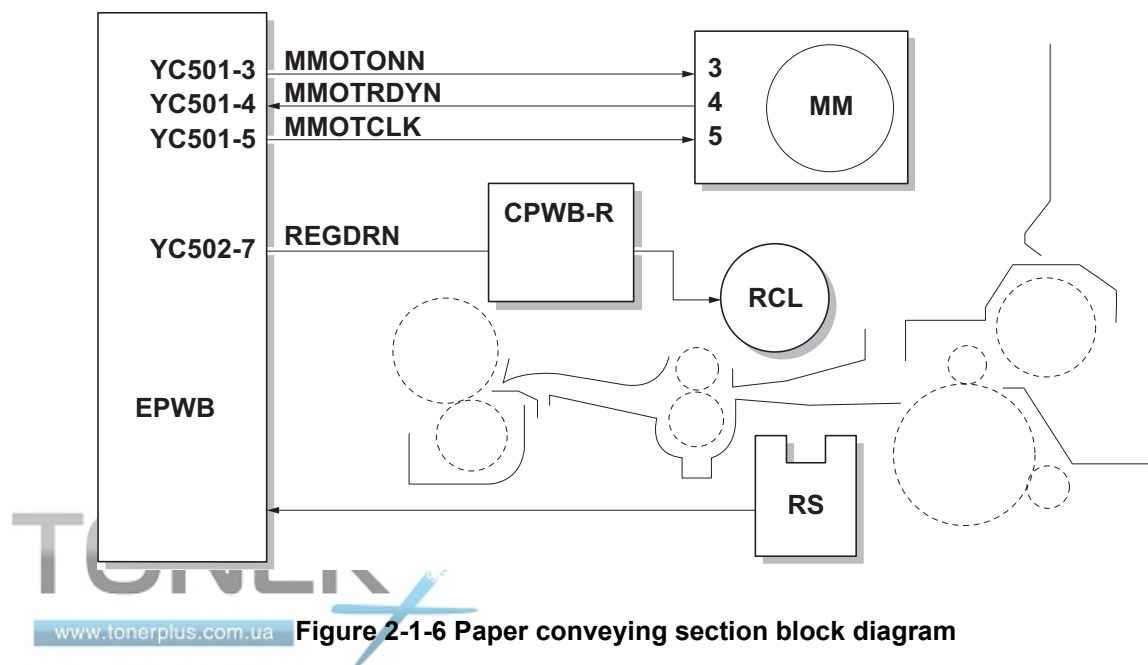 YC501-3 MMOTONN 3
YC501-4 MMOTRDYN 4 MM
YC501-5 MMOTCLK 5
CPWB-R
YC502-7 REGDRN
RCL
EPWB
RS
TONER
www.tonerplus.com.ua Figure 2-1-6 Paper conveying section block diagram